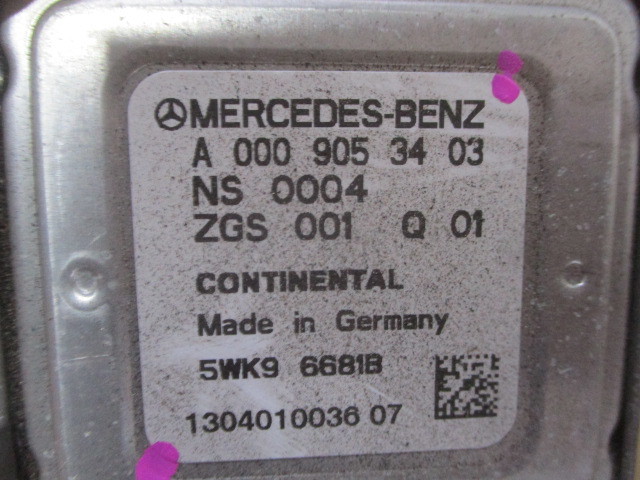 MERCEDES-BENZ
A 000 905 34 03
NS 0004
ZGS 001 Q 01
CONTINENTAL
Made in Germany
5WK9 6681B
1304010036 07